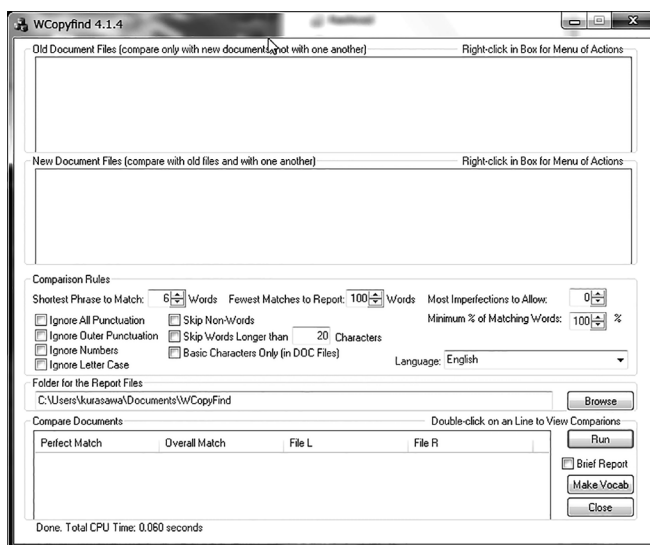 WCopyfind 4.1.4
Old Document Files (compare only with new documents, not with one another) Right-click in Box for Menu of Actions
New Document Files (compare with old files and with one another) Right-click in Box for Menu of Actions
Comparison Rules
Shortest Phrase to Match: 6 Words Fewest Matches to Report: 100 Words Most Imperfections to Allow: 0
Ignore All Punctuation Skip Non-Words Minimum % of Matching Words: 100 %
Ignore Outer Punctuation Skip Words Longer than 20 Characters
Ignore Numbers Basic Characters Only (in DOC Files)
Ignore Letter Case Language: English
Folder for the Report Files
C:\Users\kurasawa\Documents\WCopyFind Browse
Compare Documents Double-click on an Line to View Comparions
Perfect Match Overall Match File L File R Run
Brief Report
Make Vocab
Close
Done. Total CPU Time: 0.060 seconds